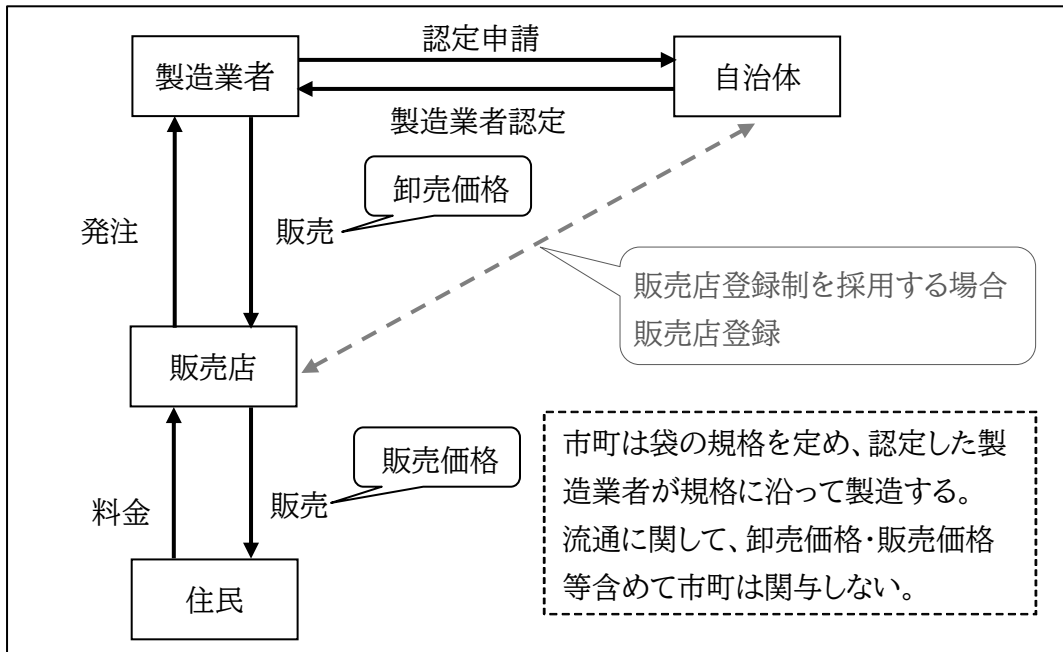 認定申請
製造業者
自治体
製造業者認定
卸売価格
発注
販売
販売店登録制を採用する場合
販売店登録
販売店
販売価格
料金
販売
市町は袋の規格を定め、認定した製
造業者が規格に沿って製造する。
流通に関して、卸売価格・販売価格
等含めて市町は関与しない。
住民